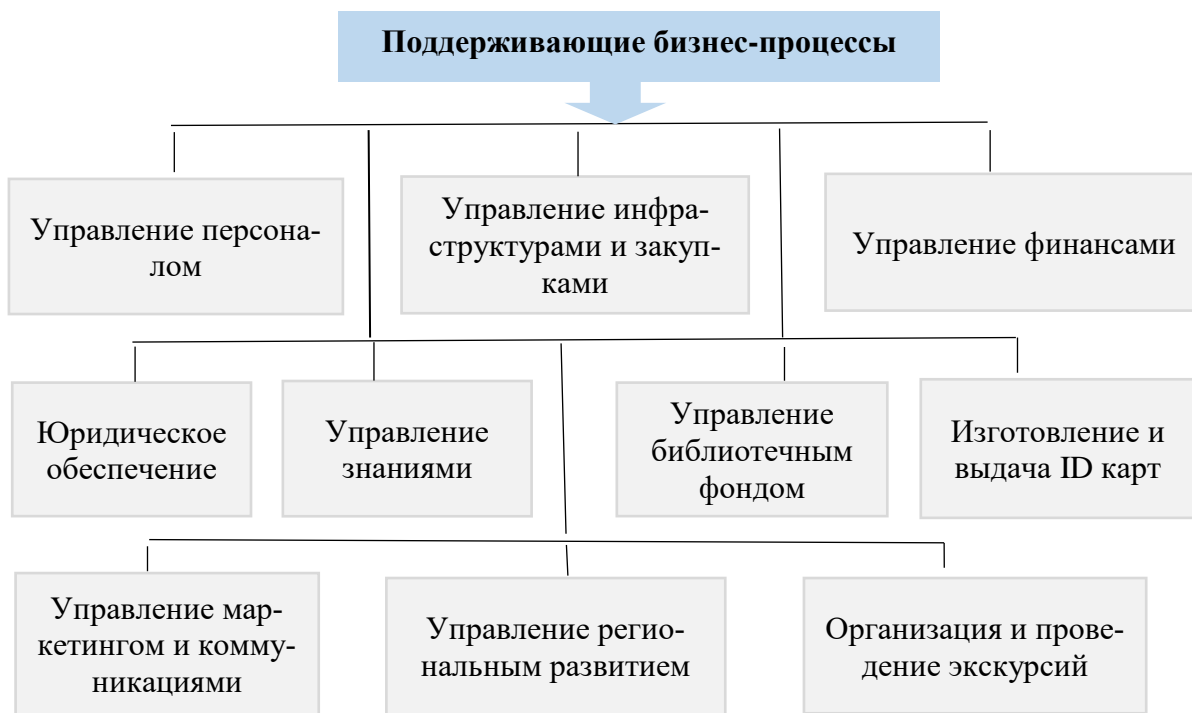 Поддерживающие бизнес-процессы
Управление персона-
лом
Управление инфра-
структурами и закуп-
ками
Управление финансами
Юридическое
обеспечение
Управление
знаниями
Управление
библиотечным
фондом
Изготовление и
выдача ID карт
Управление мар-
кетингом и комму-
никациями
Управление регио-
нальным развитием
Организация и прове-
дение экскурсий